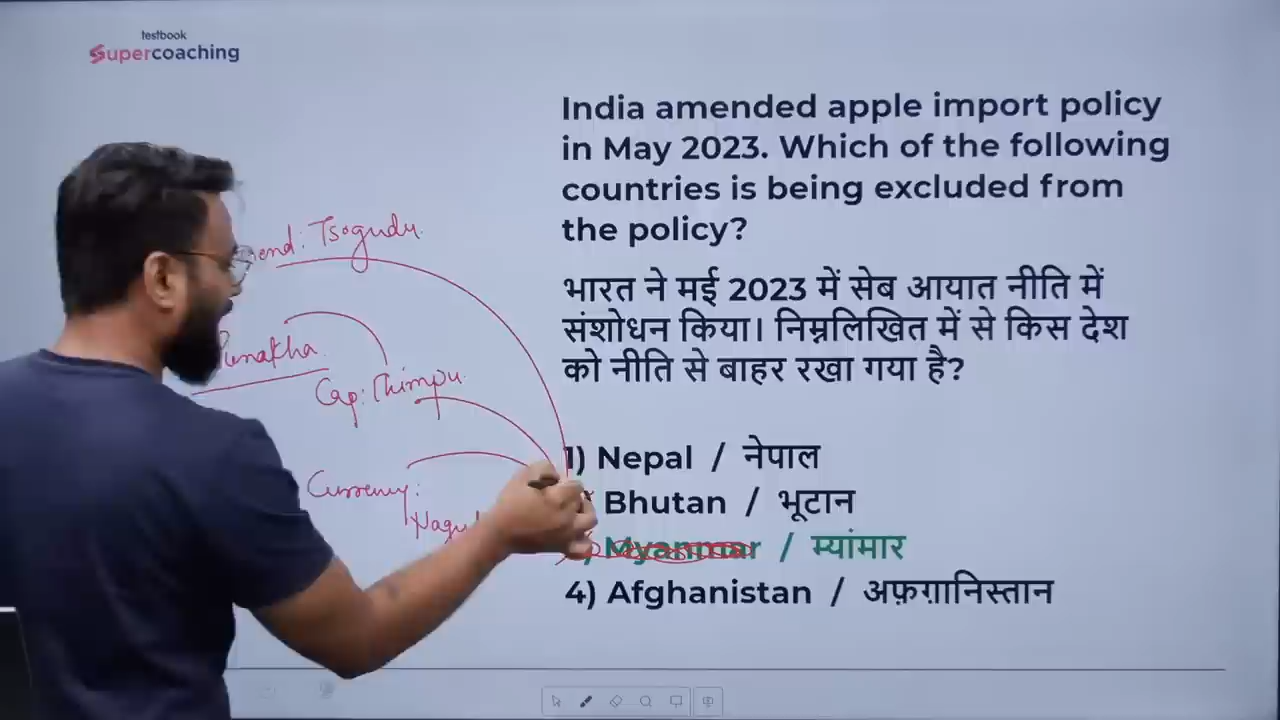 testbook
Supercoaching
India amended apple import policy
in May 2023. Which of the following
countries is being excluded from
the policy?
भारत ने मई 2023 में सेब आयात नीति में
संशोधन किया। निम्नलिखित में से किस देश
को नीति से बाहर रखा गया है?
1) Nepal / नेपाल
Bhutan / भूटान
Myanmar / म्यांमार
4) Afghanistan / अफ़ग़ानिस्तान
Tsogudu
Punakha
Cap: Thimpu
Currency: